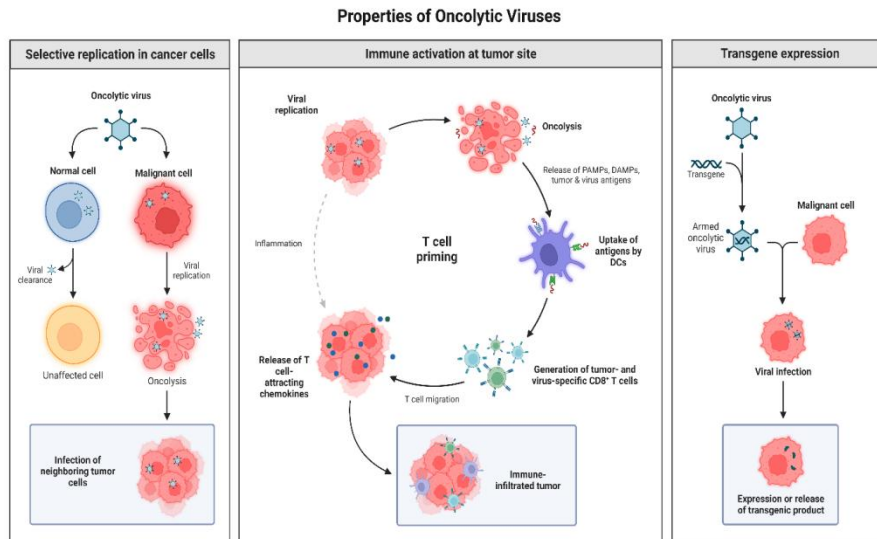 Properties of Oncolytic Viruses
Selective replication in cancer cells
Oncolytic virus
Normal cell
Malignant cell
Viral
clearance
Viral
replication
Unaffected cell
Oncolysis
Infection of
neighboring tumor
cells
Immune activation at tumor site
Viral
replication
Oncolysis
Release of PAMPs, DAMPs,
tumor & virus antigens
Inflammation
T cell
priming
Uptake of
antigens by
DCs
Release of T
cell-attracting
chemokines
T cell migration
Generation of tumor- and
virus-specific CD8⁺ T cells
Immune-
infiltrated tumor
Transgene expression
Oncolytic virus
Transgene
Malignant cell
Armed
oncolytic
virus
Viral infection
Expression or release
of transgenic product